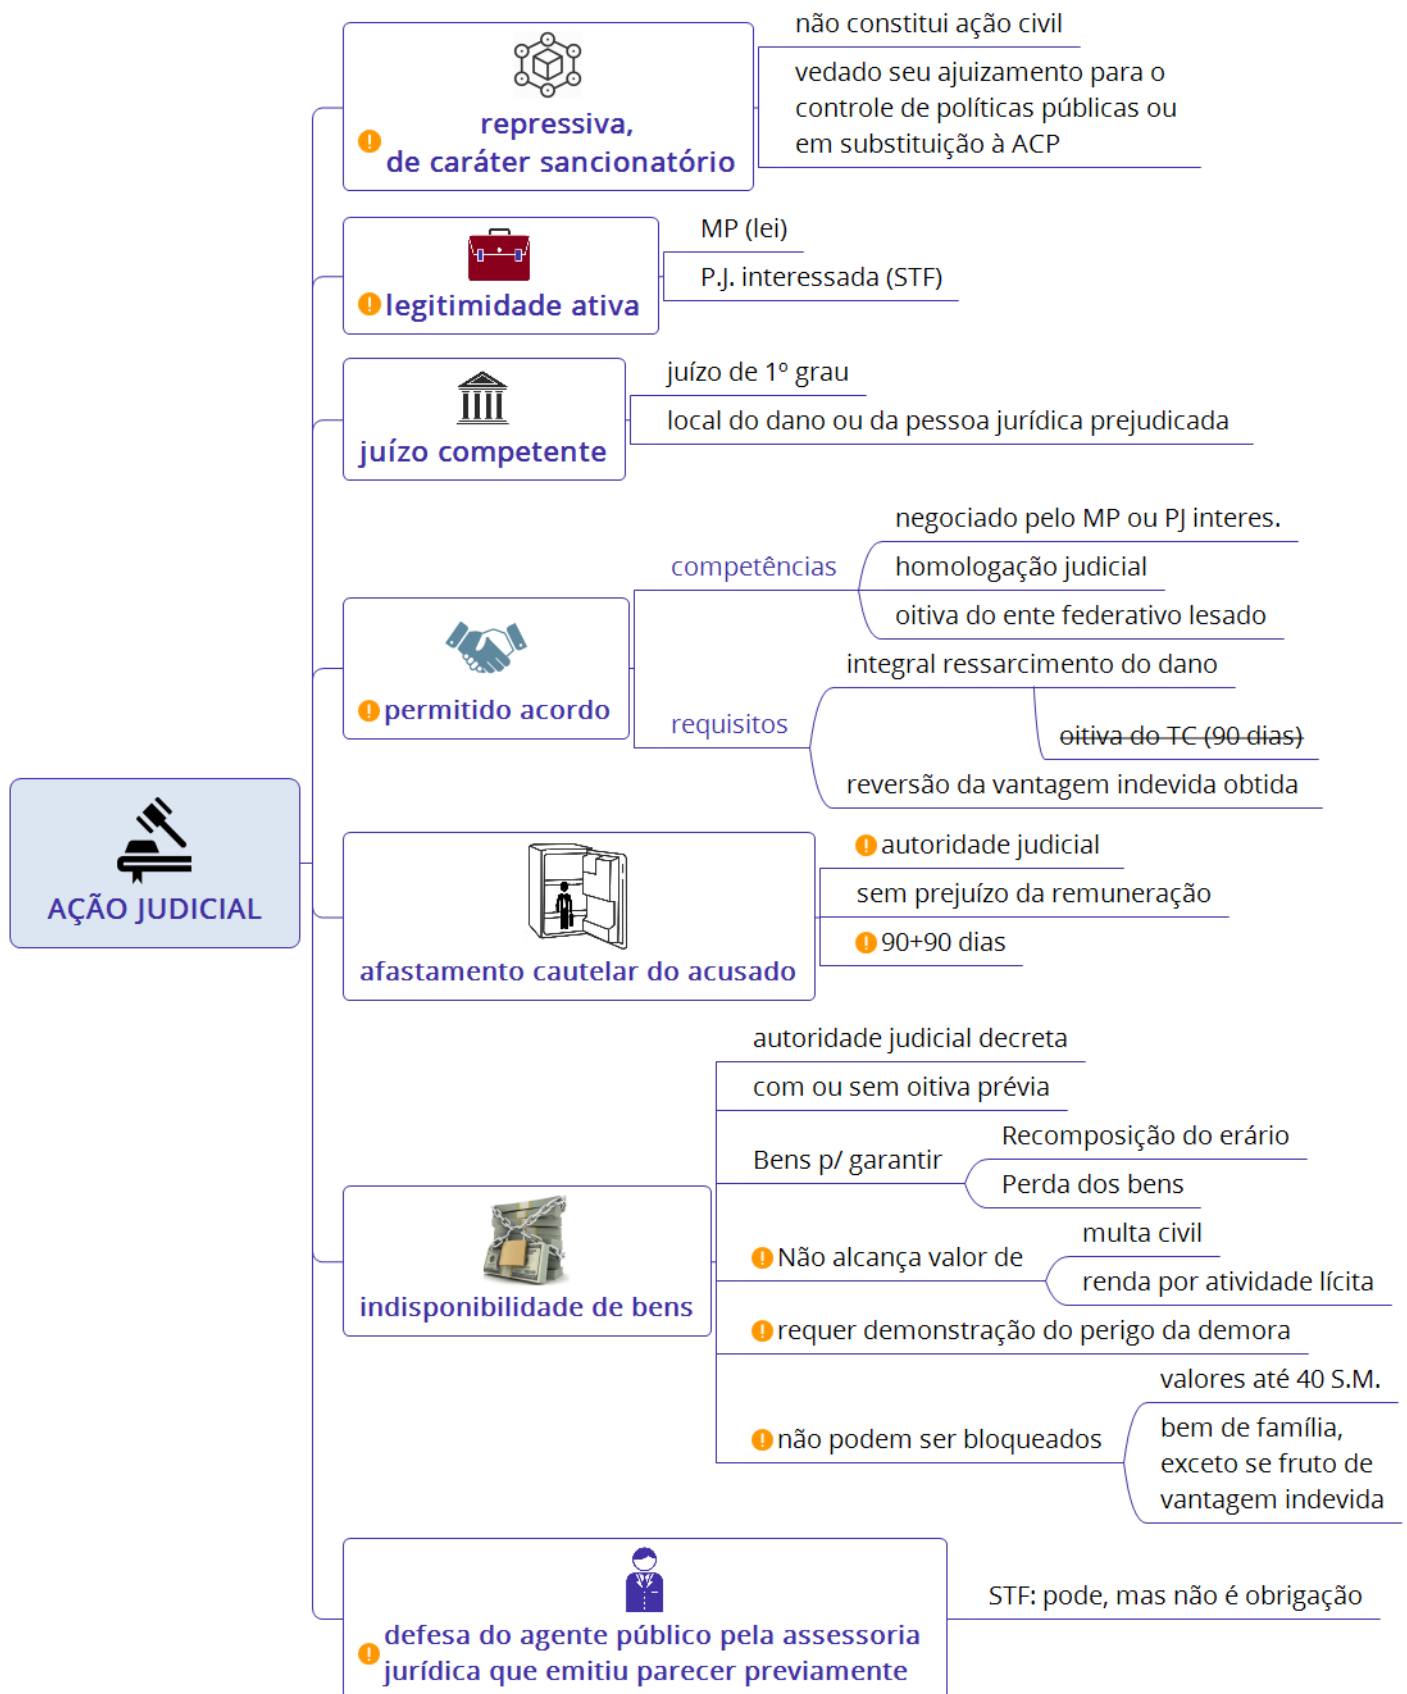 não constitui ação civil
vedado seu ajuizamento para o
controle de políticas públicas ou
em substituição à ACP
repressiva,
de caráter sancionatório
MP (lei)
P.J. interessada (STF)
legitimidade ativa
juízo de 1º grau
local do dano ou da pessoa jurídica prejudicada
juízo competente
negociado pelo MP ou PJ interes.
competências
homologação judicial
oitiva do ente federativo lesado
integral ressarcimento do dano
permitido acordo
requisitos
oitiva do TC (90 dias)
reversão da vantagem indevida obtida
AÇÃO JUDICIAL
autoridade judicial
sem prejuízo da remuneração
90+90 dias
afastamento cautelar do acusado
autoridade judicial decreta
com ou sem oitiva prévia
Bens p/ garantir
Recomposição do erário
Perda dos bens
Não alcança valor de
multa civil
renda por atividade lícita
indisponibilidade de bens
requer demonstração do perigo da demora
não podem ser bloqueados
valores até 40 S.M.
bem de família,
exceto se fruto de
vantagem indevida
STF: pode, mas não é obrigação
defesa do agente público pela assessoria
jurídica que emitiu parecer previamente